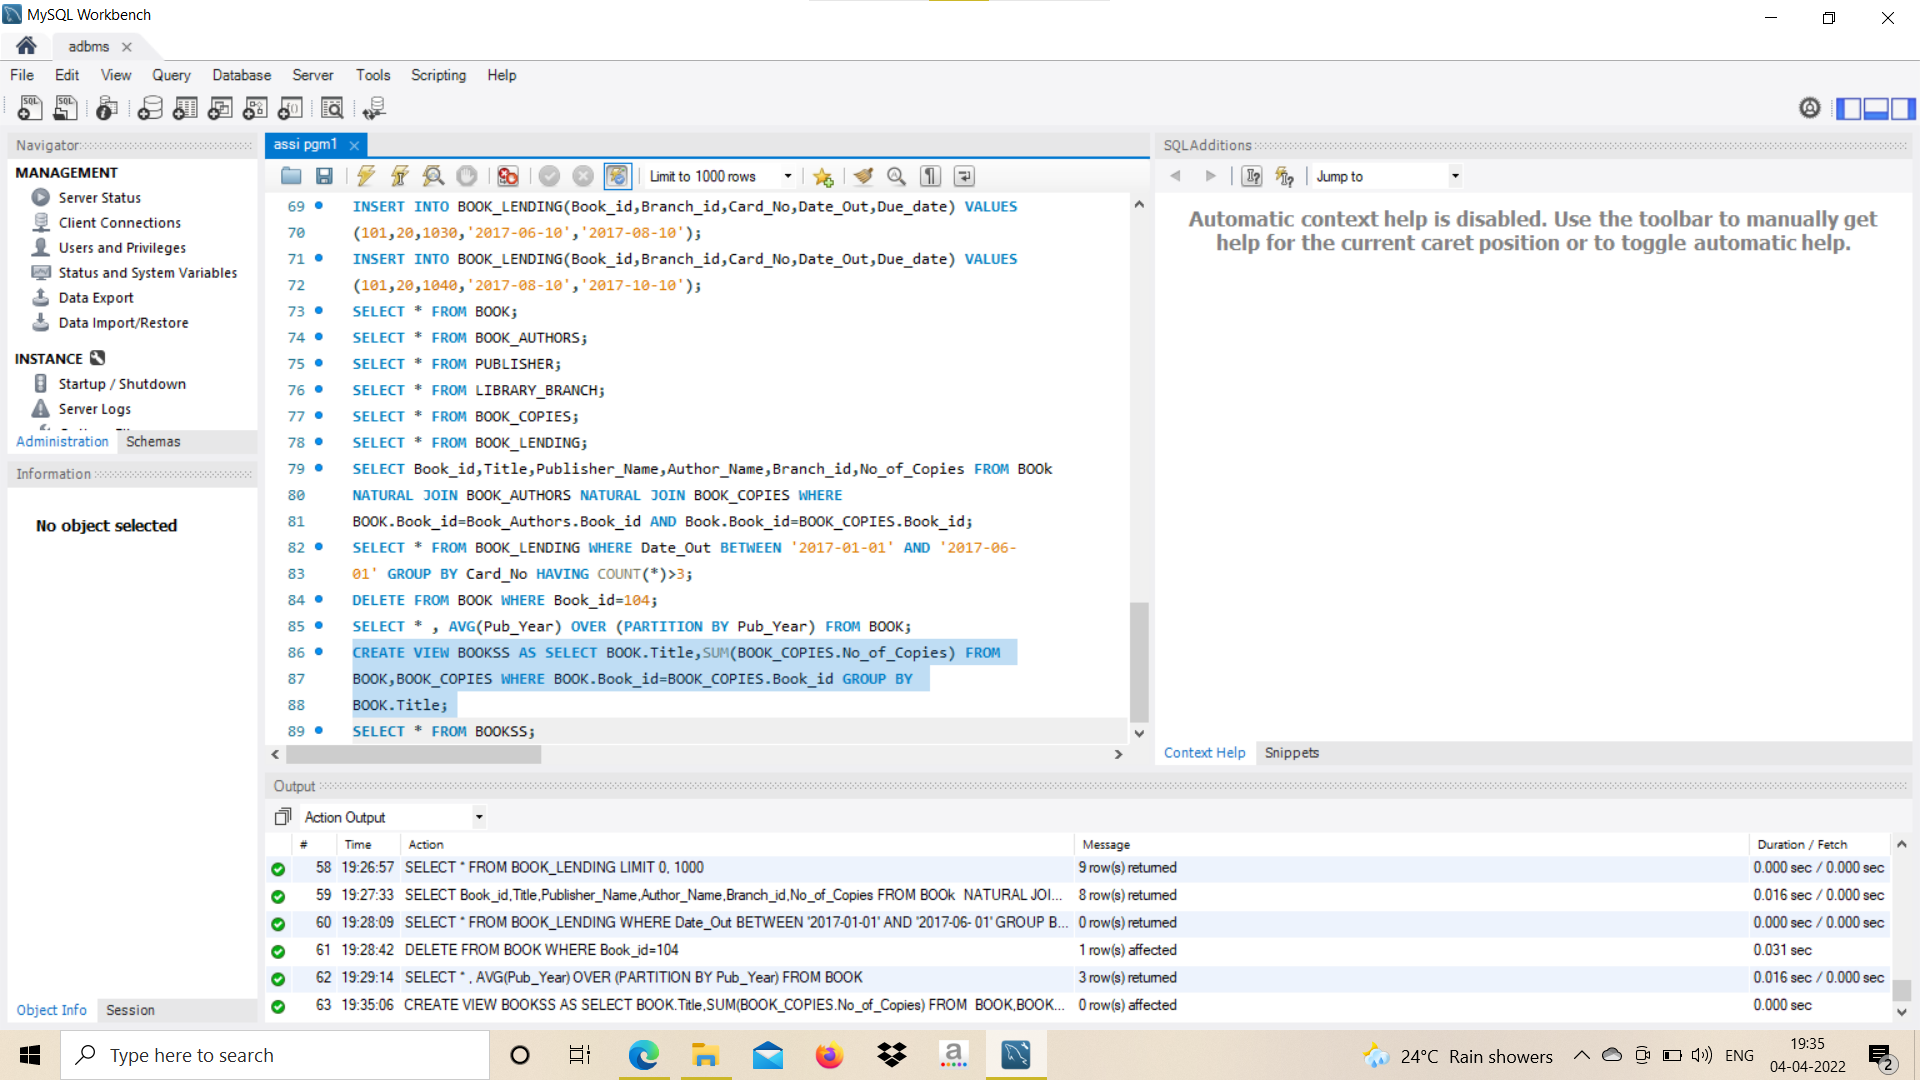 MySQL Workbench
adbms
File Edit View Query Database Server Tools Scripting Help
Navigator
MANAGEMENT
Server Status
Client Connections
Users and Privileges
Status and System Variables
Data Export
Data Import/Restore
INSTANCE
Startup / Shutdown
Server Logs
Administration Schemas
Information
No object selected
Object Info Session
assi pgm1
Limit to 1000 rows
69 INSERT INTO BOOK_LENDING(Book_id,Branch_id,Card_No,Date_Out,Due_date) VALUES
70 (101,20,1030,'2017-06-10','2017-08-10');
71 INSERT INTO BOOK_LENDING(Book_id,Branch_id,Card_No,Date_Out,Due_date) VALUES
72 (101,20,1040,'2017-08-10','2017-10-10');
73 SELECT * FROM BOOK;
74 SELECT * FROM BOOK_AUTHORS;
75 SELECT * FROM PUBLISHER;
76 SELECT * FROM LIBRARY_BRANCH;
77 SELECT * FROM BOOK_COPIES;
78 SELECT * FROM BOOK_LENDING;
79 SELECT Book_id,Title,Publisher_Name,Author_Name,Branch_id,No_of_Copies FROM BOOk
80 NATURAL JOIN BOOK_AUTHORS NATURAL JOIN BOOK_COPIES WHERE
81 BOOK.Book_id=Book_Authors.Book_id AND Book.Book_id=BOOK_COPIES.Book_id;
82 SELECT * FROM BOOK_LENDING WHERE Date_Out BETWEEN '2017-01-01' AND '2017-06-
83 01' GROUP BY Card_No HAVING COUNT(*)>3;
84 DELETE FROM BOOK WHERE Book_id=104;
85 SELECT * , AVG(Pub_Year) OVER (PARTITION BY Pub_Year) FROM BOOK;
86 CREATE VIEW BOOKSS AS SELECT BOOK.Title,SUM(BOOK_COPIES.No_of_Copies) FROM
87 BOOK,BOOK_COPIES WHERE BOOK.Book_id=BOOK_COPIES.Book_id GROUP BY
88 BOOK.Title;
89 SELECT * FROM BOOKSS;
SQLAdditions
Jump to
Automatic context help is disabled. Use the toolbar to manually get
help for the current caret position or to toggle automatic help.
Context Help Snippets
Output
Action Output
# Time Action Message Duration / Fetch
58 19:26:57 SELECT * FROM BOOK_LENDING LIMIT 0, 1000 9 row(s) returned 0.000 sec / 0.000 sec
59 19:27:33 SELECT Book_id,Title,Publisher_Name,Author_Name,Branch_id,No_of_Copies FROM BOOk NATURAL JOI... 8 row(s) returned 0.016 sec / 0.000 sec
60 19:28:09 SELECT * FROM BOOK_LENDING WHERE Date_Out BETWEEN '2017-01-01' AND '2017-06- 01' GROUP B... 0 row(s) returned 0.000 sec / 0.000 sec
61 19:28:42 DELETE FROM BOOK WHERE Book_id=104 1 row(s) affected 0.031 sec
62 19:29:14 SELECT * , AVG(Pub_Year) OVER (PARTITION BY Pub_Year) FROM BOOK 3 row(s) returned 0.016 sec / 0.000 sec
63 19:35:06 CREATE VIEW BOOKSS AS SELECT BOOK.Title,SUM(BOOK_COPIES.No_of_Copies) FROM BOOK,BOOK... 0 row(s) affected 0.000 sec
Type here to search
24°C Rain showers
ENG
19:35
04-04-2022
2